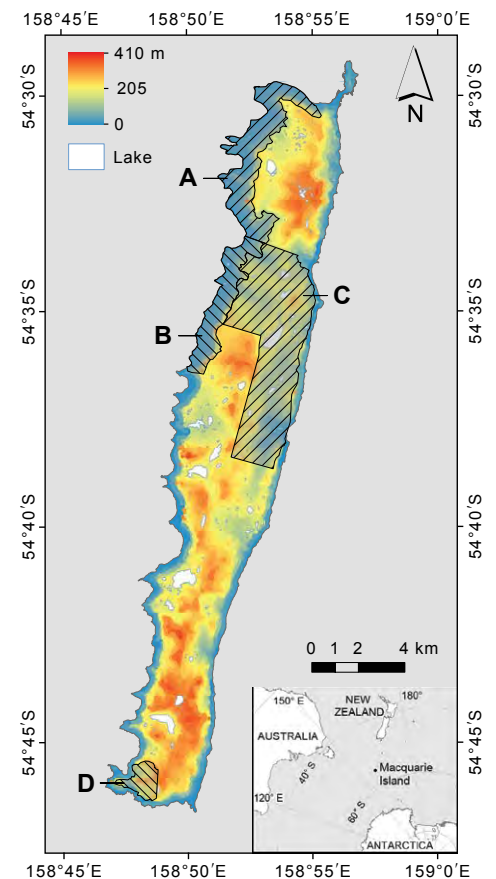 158°45′E 158°50′E 158°55′E 159°0′E
54°30′S 54°30′S
410 m
205
0
Lake
N
A
C
54°35′S 54°35′S
B
54°40′S 54°40′S
0 1 2 4 km
54°45′S 54°45′S
D
150° E
NEW
ZEALAND
180°
AUSTRALIA
40° S
Macquarie
Island
120° E
60° S
ANTARCTICA
158°45′E 158°50′E 158°55′E 159°0′E